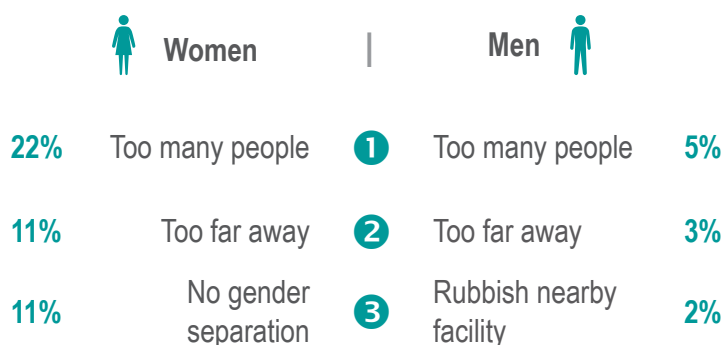 Women | Men
22% Too many people 1 Too many people 5%
11% Too far away 2 Too far away 3%
11% No gender separation 3 Rubbish nearby facility 2%